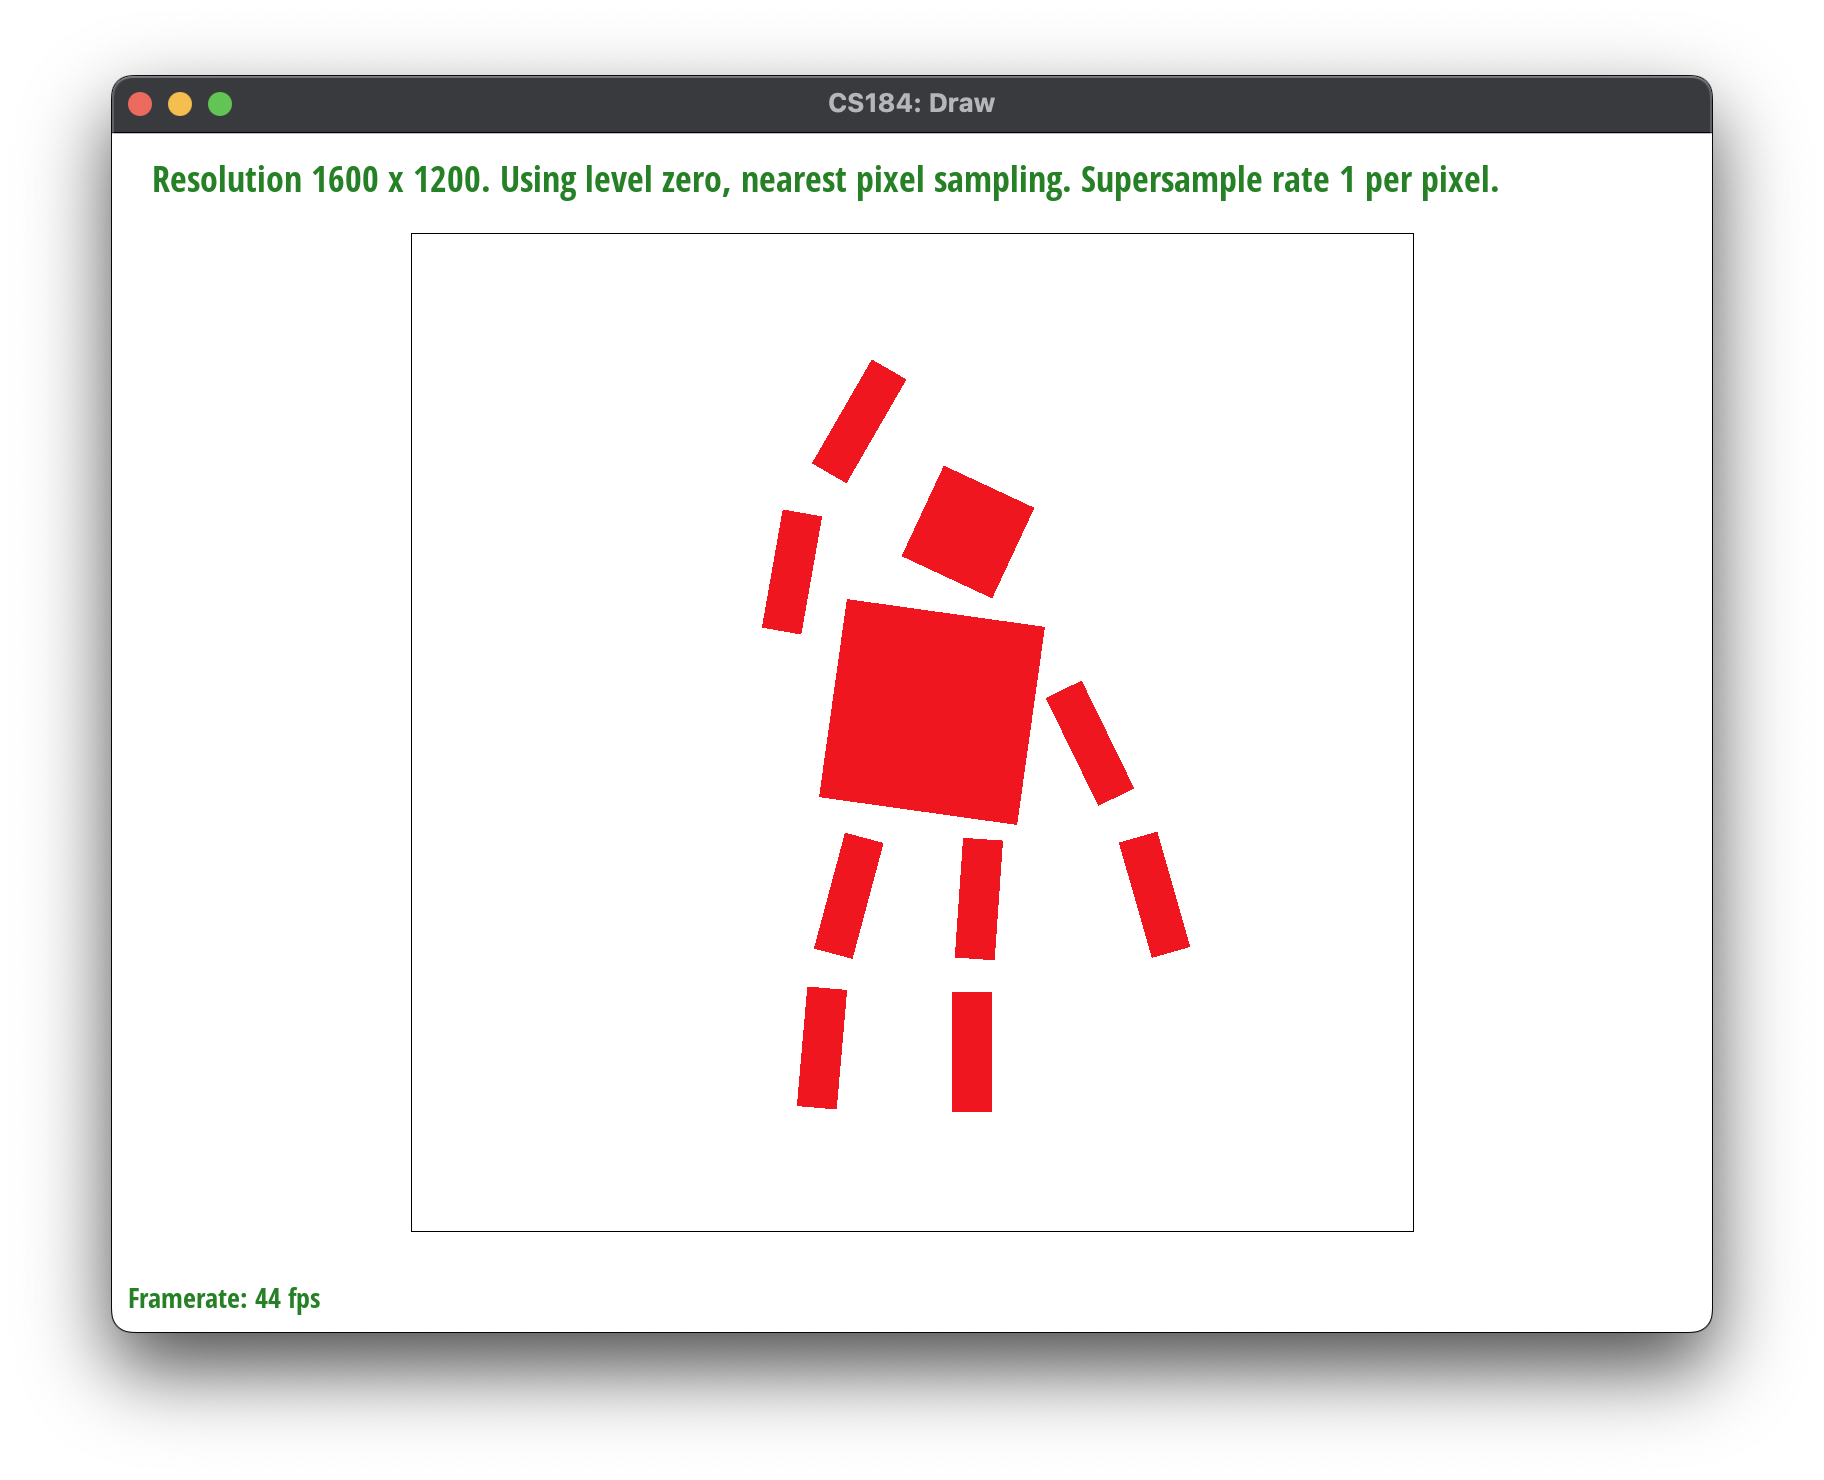 CS184: Draw
Resolution 1600 x 1200. Using level zero, nearest pixel sampling. Supersample rate 1 per pixel.
Framerate: 44 fps